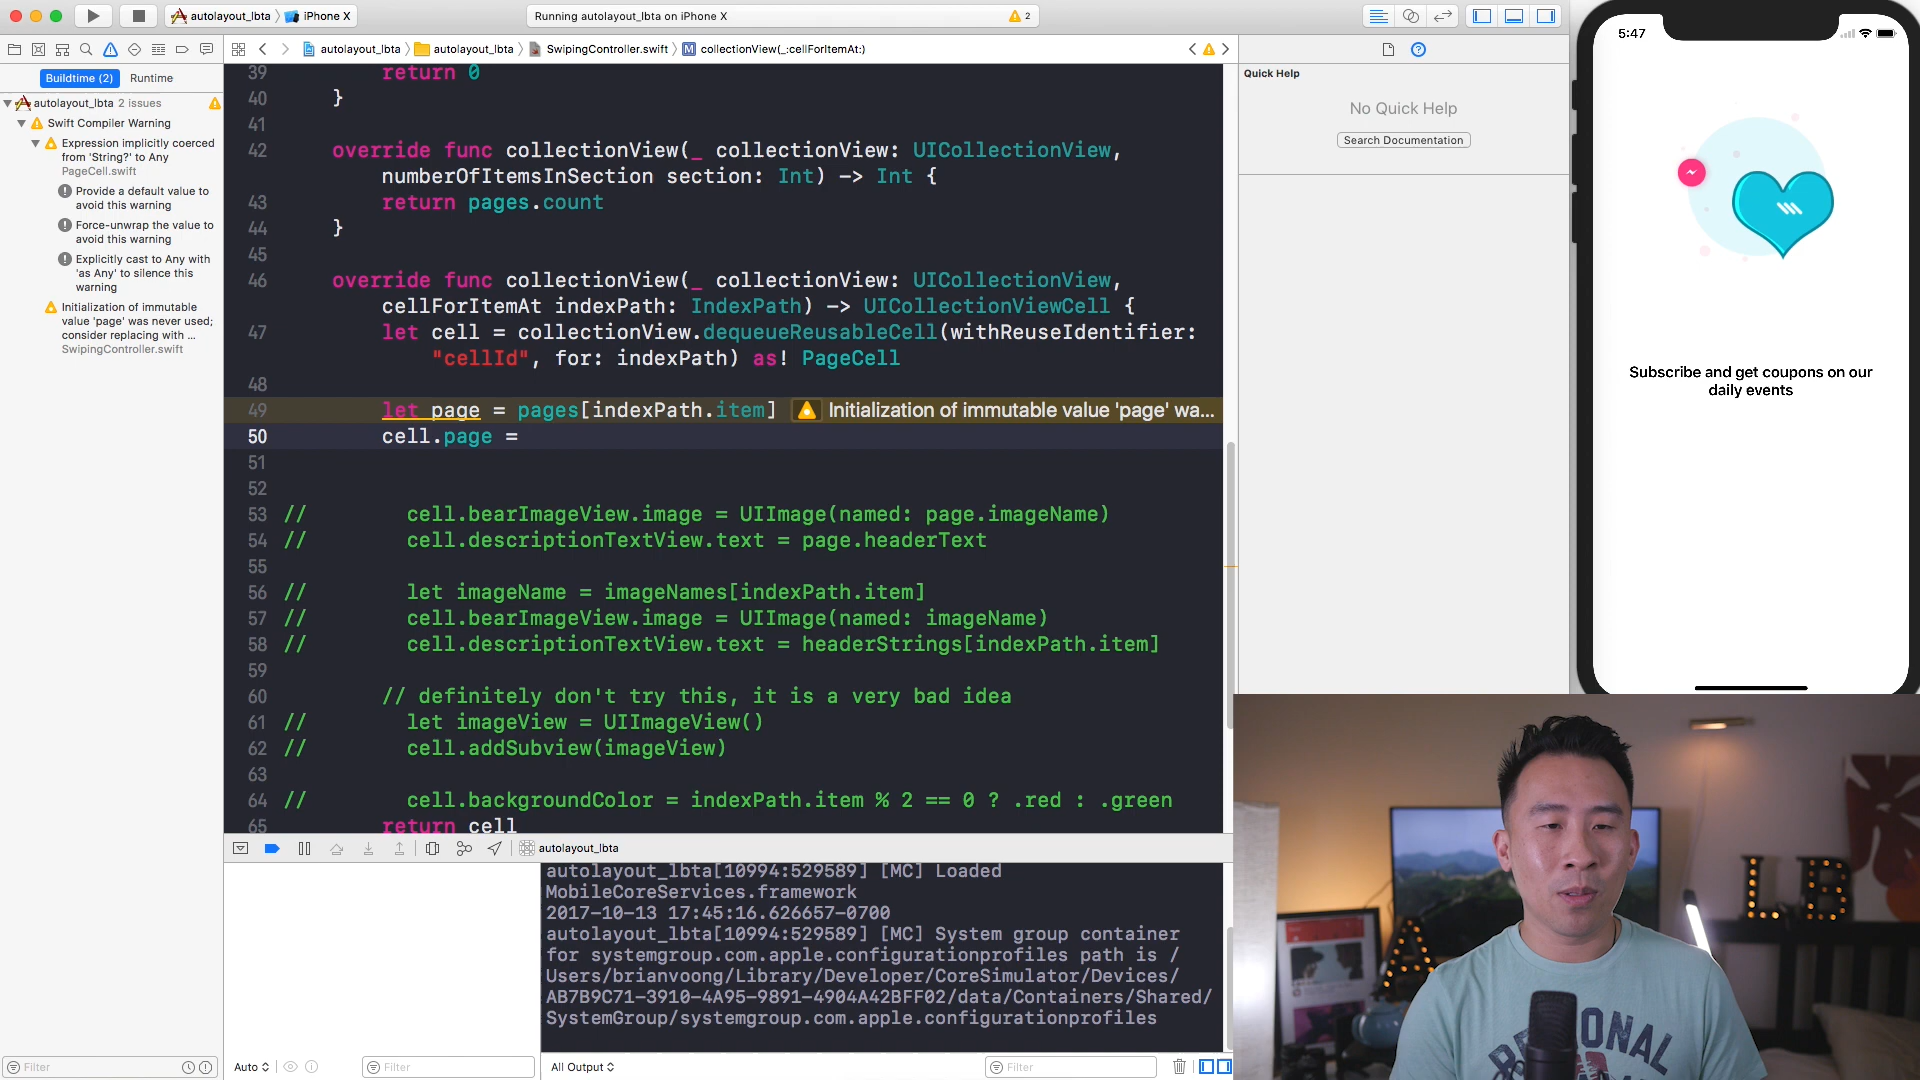 autolayout_lbta
iPhone X
Running autolayout_lbta on iPhone X
2
autolayout_lbta
autolayout_lbta
SwipingController.swift
collectionView(_:cellForItemAt:)
Buildtime (2)
Runtime
autolayout_lbta 2 issues
Swift Compiler Warning
Expression implicitly coerced
from 'String?' to Any
PageCell.swift
Provide a default value to
avoid this warning
Force-unwrap the value to
avoid this warning
Explicitly cast to Any with
'as Any' to silence this
warning
Initialization of immutable
value 'page' was never used;
consider replacing with ...
SwipingController.swift
Filter
39 return 0
40 }
41
42 override func collectionView(_ collectionView: UICollectionView,
numberOfItemsInSection section: Int) -> Int {
43 return pages.count
44 }
45
46 override func collectionView(_ collectionView: UICollectionView,
cellForItemAt indexPath: IndexPath) -> UICollectionViewCell {
47 let cell = collectionView.dequeueReusableCell(withReuseIdentifier:
"cellId", for: indexPath) as! PageCell
48
49 let page = pages[indexPath.item] Initialization of immutable value 'page' wa...
50 cell.page =
51
52
53 // cell.bearImageView.image = UIImage(named: page.imageName)
54 // cell.descriptionTextView.text = page.headerText
55
56 // let imageName = imageNames[indexPath.item]
57 // cell.bearImageView.image = UIImage(named: imageName)
58 // cell.descriptionTextView.text = headerStrings[indexPath.item]
59
60 // definitely don't try this, it is a very bad idea
61 // let imageView = UIImageView()
62 // cell.addSubview(imageView)
63
64 // cell.backgroundColor = indexPath.item % 2 == 0 ? .red : .green
65 return cell
autolayout_lbta
autolayout_lbta[10994:529589] [MC] Loaded
MobileCoreServices.framework
2017-10-13 17:45:16.626657-0700
autolayout_lbta[10994:529589] [MC] System group container
for systemgroup.com.apple.configurationprofiles path is /
Users/brianvoong/Library/Developer/CoreSimulator/Devices/
AB7B9C71-3910-4A95-9891-4904A42BFF02/data/Containers/Shared/
SystemGroup/systemgroup.com.apple.configurationprofiles
Auto
Filter
All Output
Filter
Quick Help
No Quick Help
Search Documentation
5:47
Subscribe and get coupons on our
daily events
A
L B